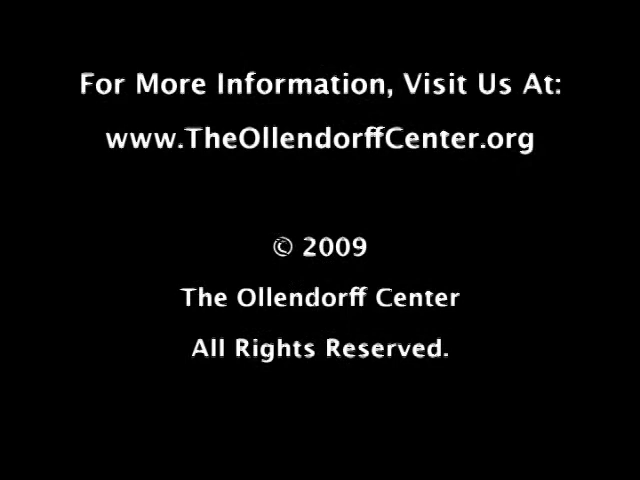 For More Information, Visit Us At:
www.TheOllendorffCenter.org
© 2009
The Ollendorff Center
All Rights Reserved.